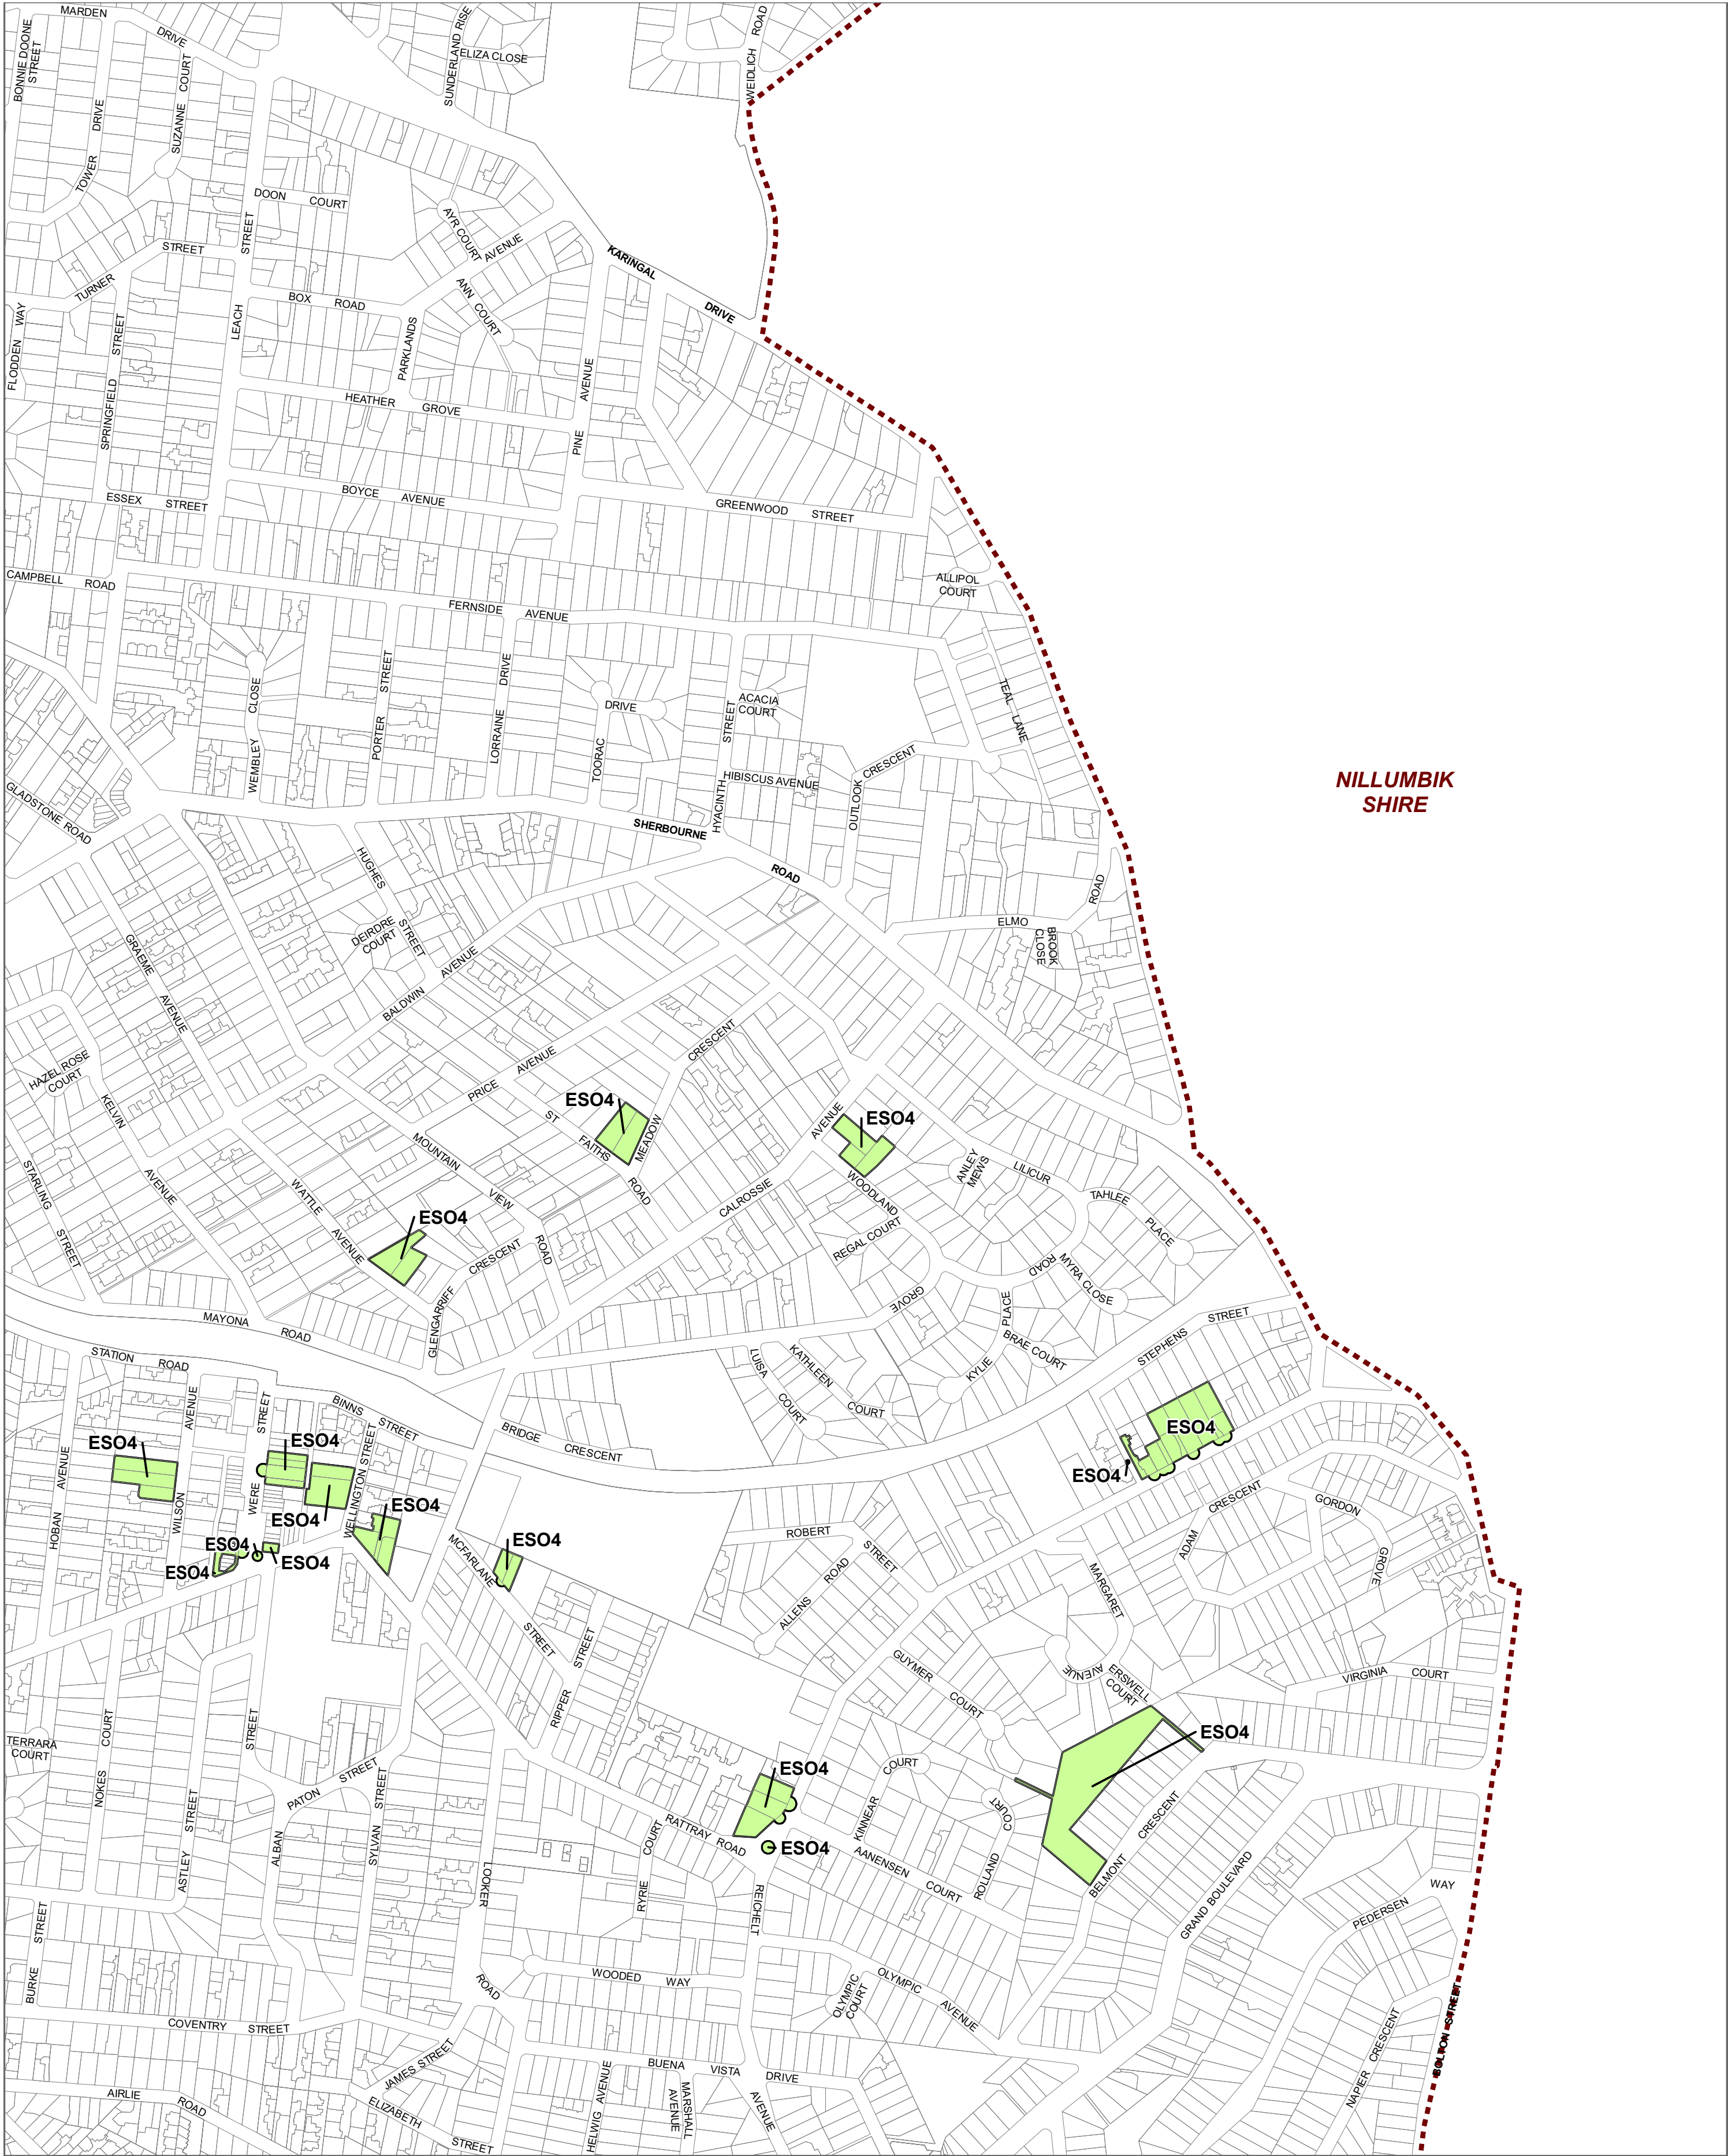 MARDEN
DRIVE
BONNIE DOONE
STREET
TOWER
DRIVE
SUZANNE
COURT
SUNDERLAND RISE
ELIZA CLOSE
WEIDLICH
ROAD
DOON
COURT
STREET
AYR COURT
AVENUE
KARINGAL
DRIVE
STREET
TURNER
ANN
COURT
BOX
ROAD
FLODDEN
WAY
SPRINGFIELD
STREET
LEACH
PARKLANDS
PINE
AVENUE
HEATHER
GROVE
BOYCE
AVENUE
GREENWOOD
STREET
ESSEX
STREET
CAMPBELL
ROAD
ALLIPOL
COURT
FERNSIDE
AVENUE
WEMBLEY
CLOSE
PORTER
STREET
LORRAINE
DRIVE
DRIVE
TOORAC
ACACIA
COURT
HYACINTH
STREET
HIBISCUS AVENUE
TEAL
LANE
OUTLOOK
CRESCENT
NILLUMBIK
SHIRE
GLADSTONE ROAD
SHERBOURNE
ROAD
HUGHES
STREET
DEIRDRE
COURT
ELMO
ROAD
BROOK
CLOSE
GRAEME
AVENUE
BALDWIN
AVENUE
HAZEL ROSE
COURT
KELVIN
AVENUE
PRICE
AVENUE
CRESCENT
MEADOW
ESO4
ST
FAITHS
ROAD
AVENUE
CALROSSIE
ESO4
WOODLAND
GROVE
ANLEY
MEWS
LILICUR
ROAD
TAHLEE
PLACE
STARLING
STREET
WATTLE
AVENUE
MOUNTAIN
VIEW
ROAD
ESO4
GLENGARRIFF
CRESCENT
REGAL COURT
MYRA CLOSE
MAYONA
ROAD
KYLIE
PLACE
BRAE COURT
STEPHENS
STREET
STATION
ROAD
LUISA
COURT
KATHLEEN
COURT
BINNS
STREET
BRIDGE
CRESCENT
HOBAN
AVENUE
WILSON
AVENUE
WERE
STREET
WELLINGTON STREET
ESO4
ESO4
ESO4
ESO4
ESO4
ESO4
ESO4
ESO4
ESO4
ESO4
MCFARLANE
STREET
ROBERT
STREET
ALLENS
ROAD
MARGARET
AVENUE
ADAM
CRESCENT
GORDON
GROVE
ERSWELL
COURT
VIRGINIA
COURT
GUYMER
COURT
RIPPER
STREET
TERRARA
COURT
NOKES
COURT
ASTLEY
STREET
ALBAN
STREET
PATON
STREET
SYLVAN
STREET
LOOKER
ROAD
RATTRAY ROAD
RYRIE
COURT
ESO4
ESO4
ESO4
REICHELT
AVENUE
KINNEAR
COURT
AANENSEN
COURT
ROLLAND
COURT
BELMONT
CRESCENT
GRAND BOULEVARD
PEDERSEN
WAY
BURKE
STREET
COVENTRY
STREET
WOODED
WAY
OLYMPIC
COURT
OLYMPIC
AVENUE
NAPIER
CRESCENT
BOLTON STREET
JAMES STREET
ELIZABETH
STREET
AIRLIE
ROAD
BUENA
VISTA
DRIVE
HELWIG
AVENUE
MARSHALL
AVENUE